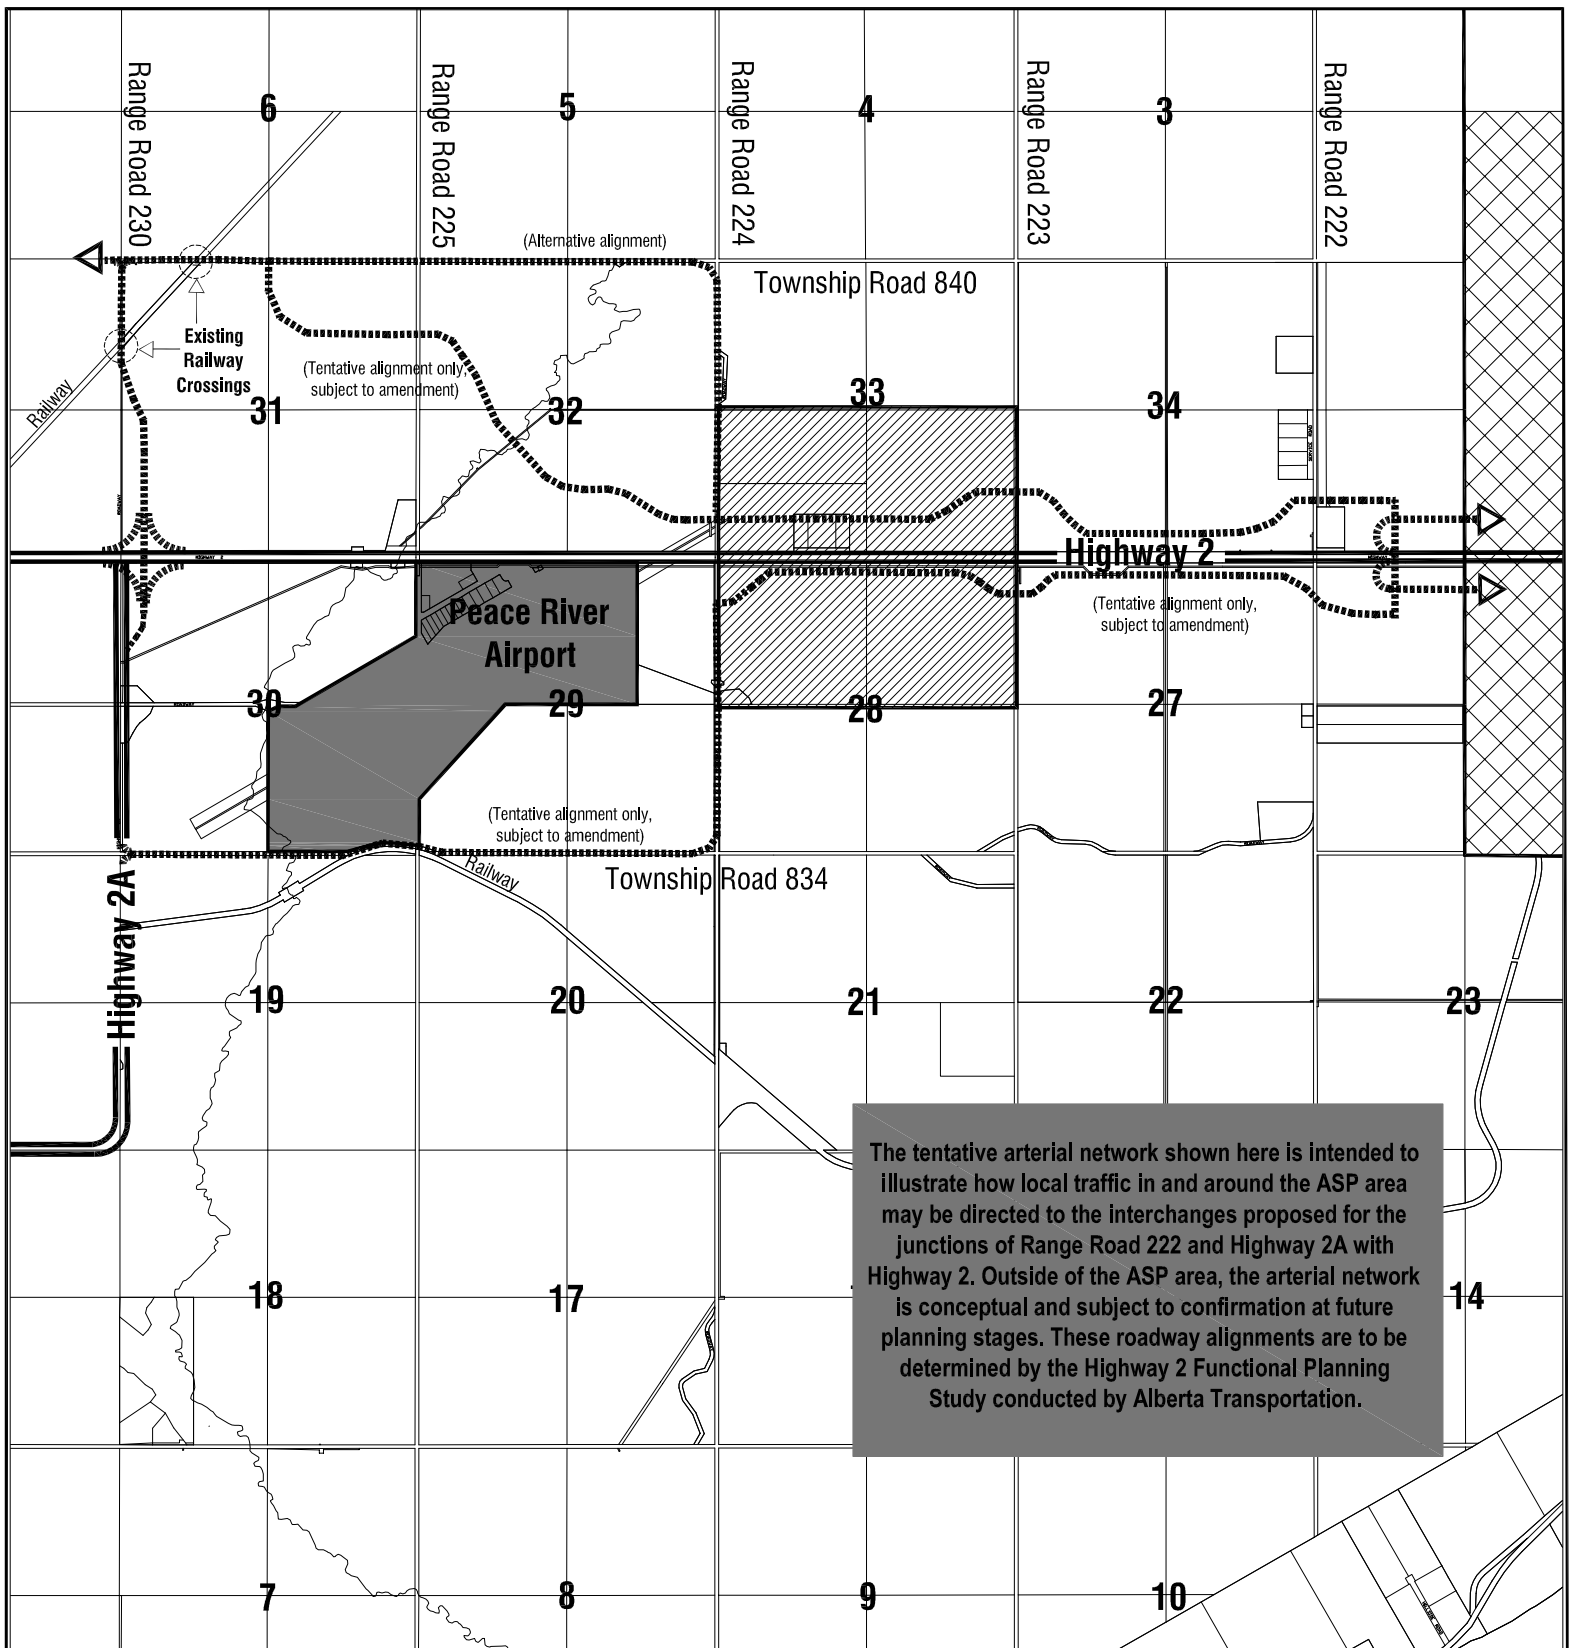 6
5
4
3
Range Road 230
Range Road 225
Range Road 224
Range Road 223
Range Road 222
(Alternative alignment)
Township Road 840
Existing
Railway
Crossings
Railway
(Tentative alignment only,
subject to amendment)
31
32
33
34
Highway 2
HIGHWAY 2
Peace River
Airport
(Tentative alignment only,
subject to amendment)
30
29
28
27
(Tentative alignment only,
subject to amendment)
Railway
Township Road 834
Highway 2A
19
20
21
22
23
The tentative arterial network shown here is intended to
illustrate how local traffic in and around the ASP area
may be directed to the interchanges proposed for the
junctions of Range Road 222 and Highway 2A with
Highway 2. Outside of the ASP area, the arterial network
is conceptual and subject to confirmation at future
planning stages. These roadway alignments are to be
determined by the Highway 2 Functional Planning
Study conducted by Alberta Transportation.
18
17
14
7
8
9
10